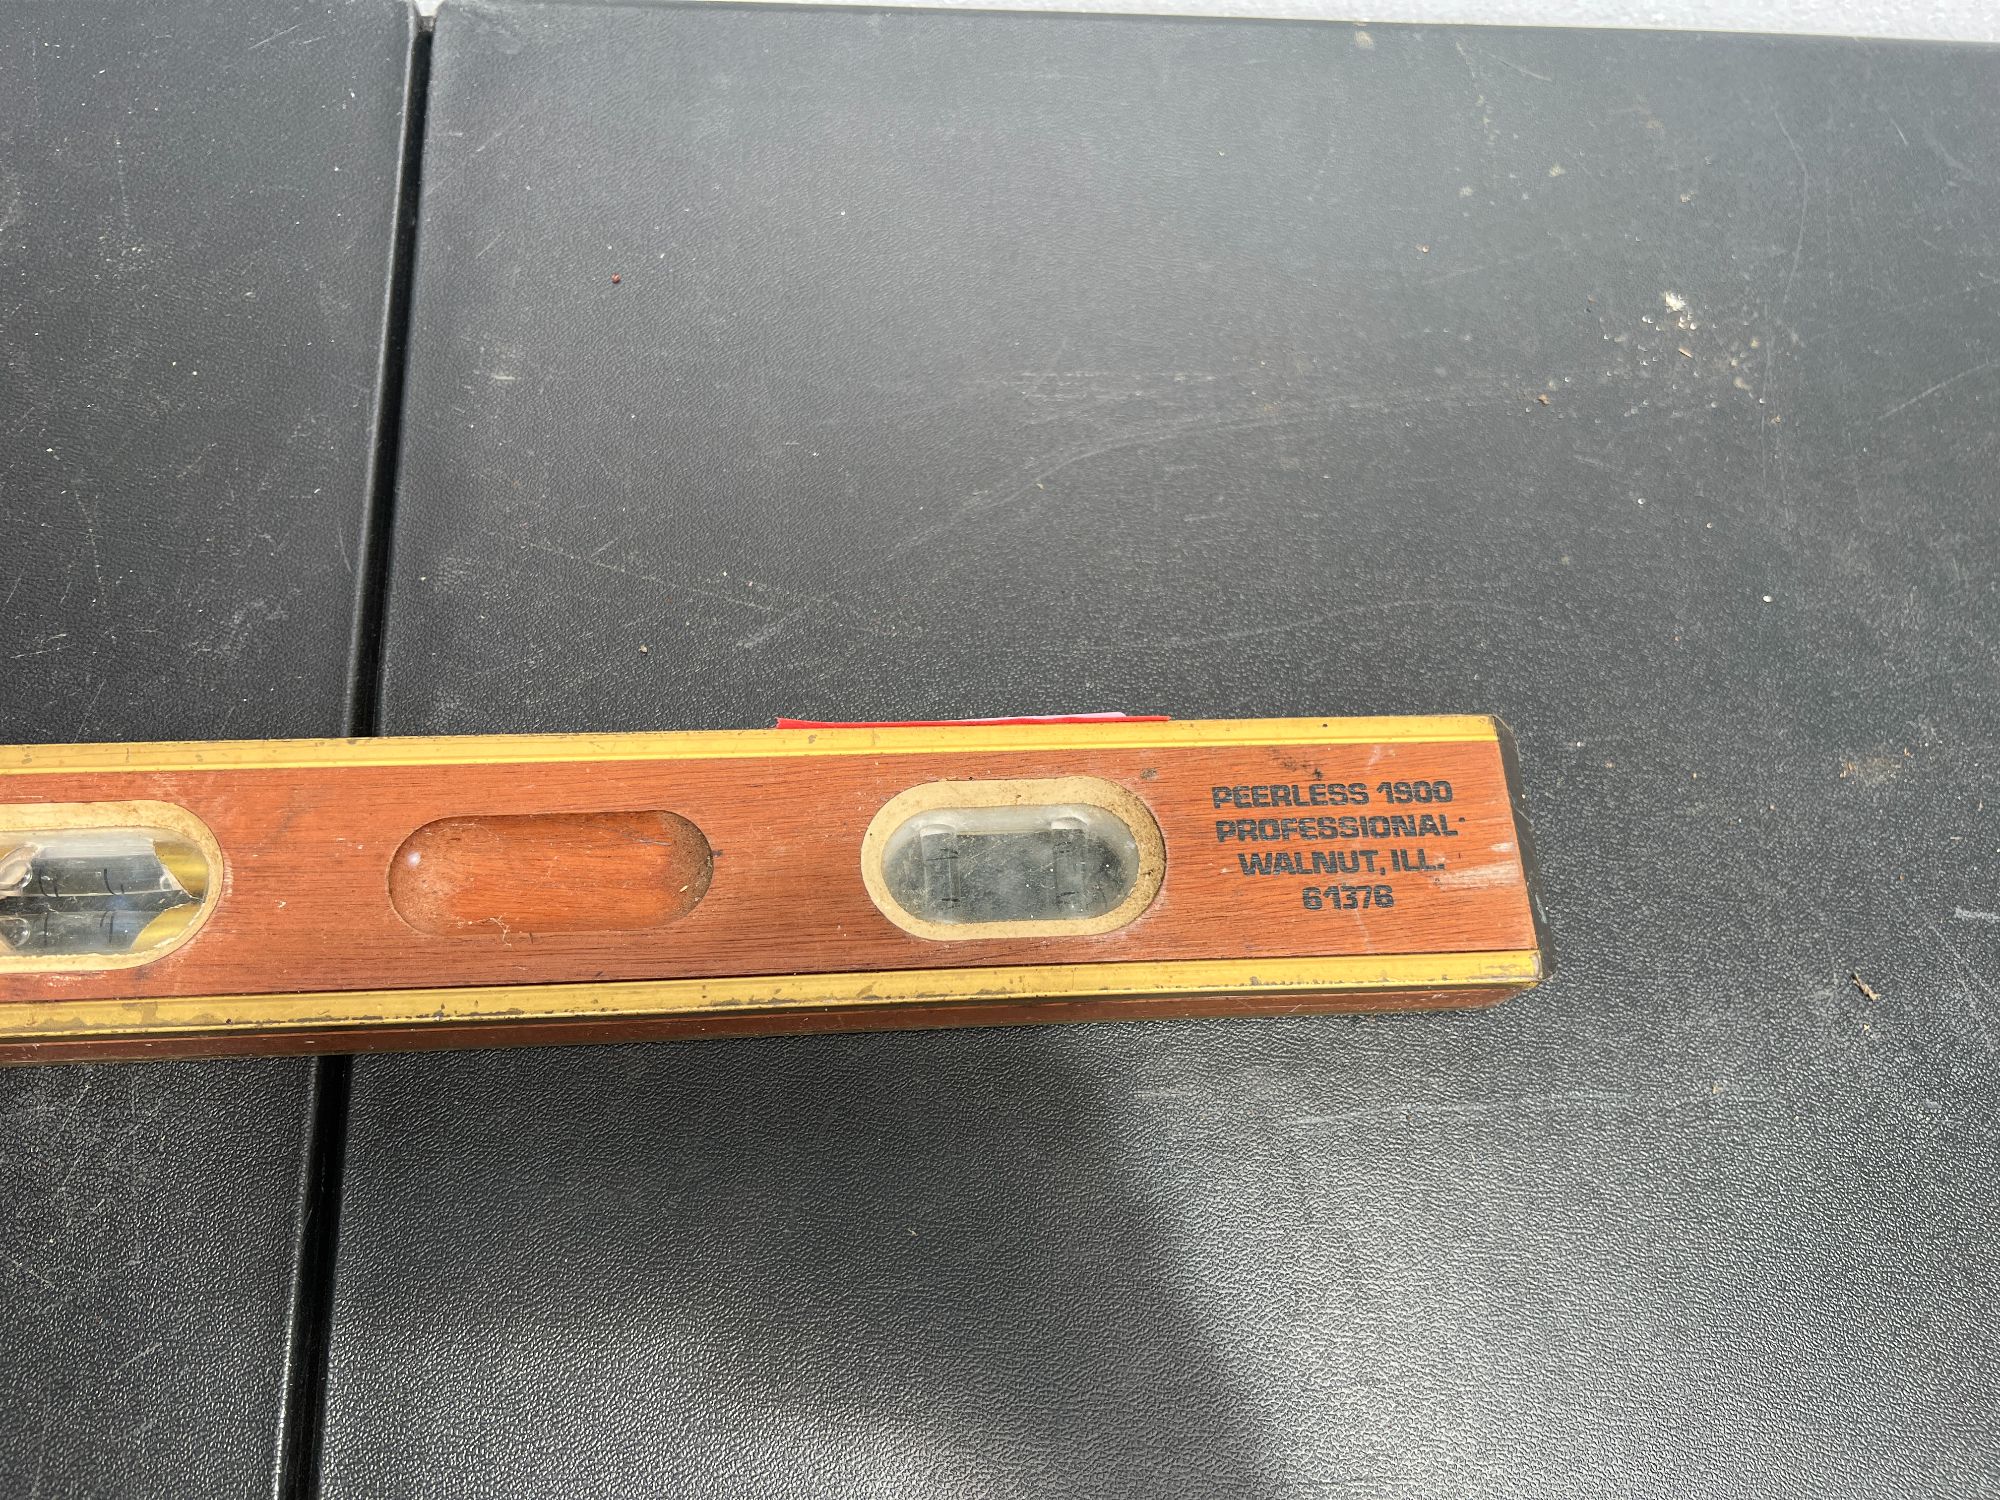 PEERLESS 1900
PROFESSIONAL
WALNUT, ILL.
61376